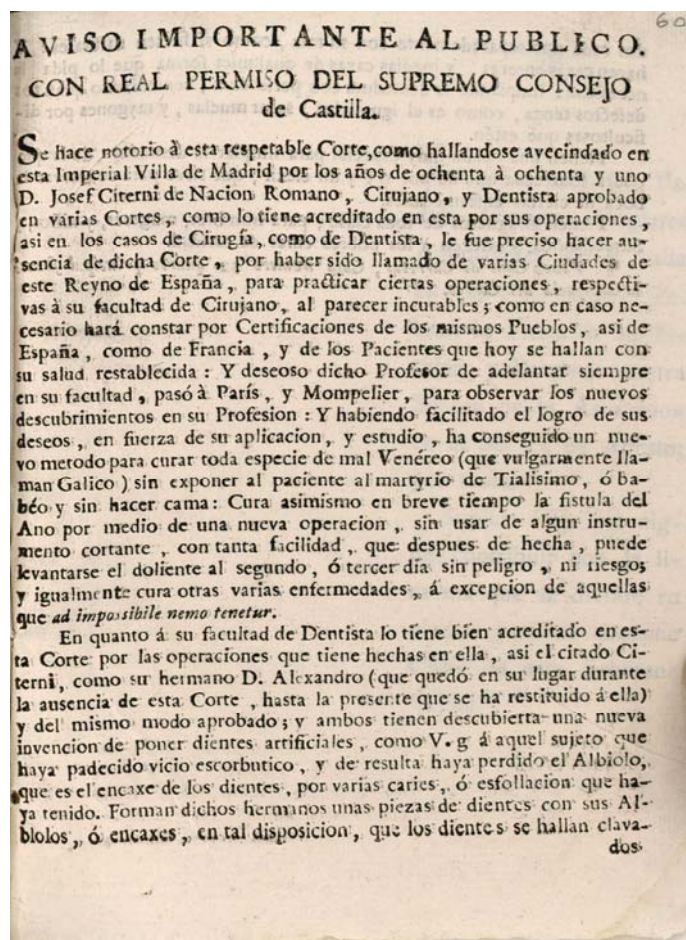 60
AVISO IMPORTANTE AL PUBLICO.
CON REAL PERMISO DEL SUPREMO CONSEJO
de Castilla.
Se hace notorio à esta respetable Corte, como hallandose avecindado en
esta Imperial Villa de Madrid por los años de ochenta à ochenta y uno
D. Josef Citerni de Nacion Romano, Cirujano, y Dentista aprobado
en varias Cortes, como lo tiene acreditado en esta por sus operaciones,
asi en los casos de Cirugía, como de Dentista, le fue preciso hacer au-
sencia de dicha Corte, por haber sido llamado de varias Ciudades de
este Reyno de España, para practicar ciertas operaciones, respecti-
vas à su facultad de Cirujano, al parecer incurables; como en caso ne-
cesario hará constar por Certificaciones de los mismos Pueblos, asi de
España, como de Francia, y de los Pacientes que hoy se hallan con
su salud restablecida: Y deseoso dicho Profesor de adelantar siempre
en su facultad, pasó à París, y Mompelier, para observar los nuevos
descubrimientos en su Profesion: Y habiendo facilitado el logro de sus
deseos, en fuerza de su aplicacion, y estudio, ha conseguido un nue-
vo metodo para curar toda especie de mal Venéreo (que vulgarmente lla-
man Galico) sin exponer al paciente al martyrio de Tialisimo, ó ba-
béo y sin hacer cama: Cura asimismo en breve tiempo la fistula del
Ano por medio de una nueva operacion, sin usar de algun instru-
mento cortante, con tanta facilidad, que despues de hecha, puede
levantarse el doliente al segundo, ó tercer día sin peligro, ni riesgo;
y igualmente cura otras varias enfermedades, á excepcion de aquellas
que ad impossibile nemo tenetur.
En quanto á su facultad de Dentista lo tiene bien acreditado en es-
ta Corte por las operaciones que tiene hechas en ella, asi el citado Ci-
terni, como su hermano D. Alexandro (que quedó en su lugar durante
la ausencia de esta Corte, hasta la presente que se ha restituido á ella)
y del mismo modo aprobado; y ambos tienen descubierta una nueva
invencion de poner dientes artificiales, como V. g á aquel sujeto que
haya padecido vicio escorbutico, y de resulta haya perdido el Albiolo,
que es el encaxe de los dientes, por varias caries, ó esfollacion que ha-
ya tenido. Forman dichos hermanos unas piezas de dientes con sus Al-
blolos, ó encaxes, en tal disposicion, que los dientes se hallan clava-
dos